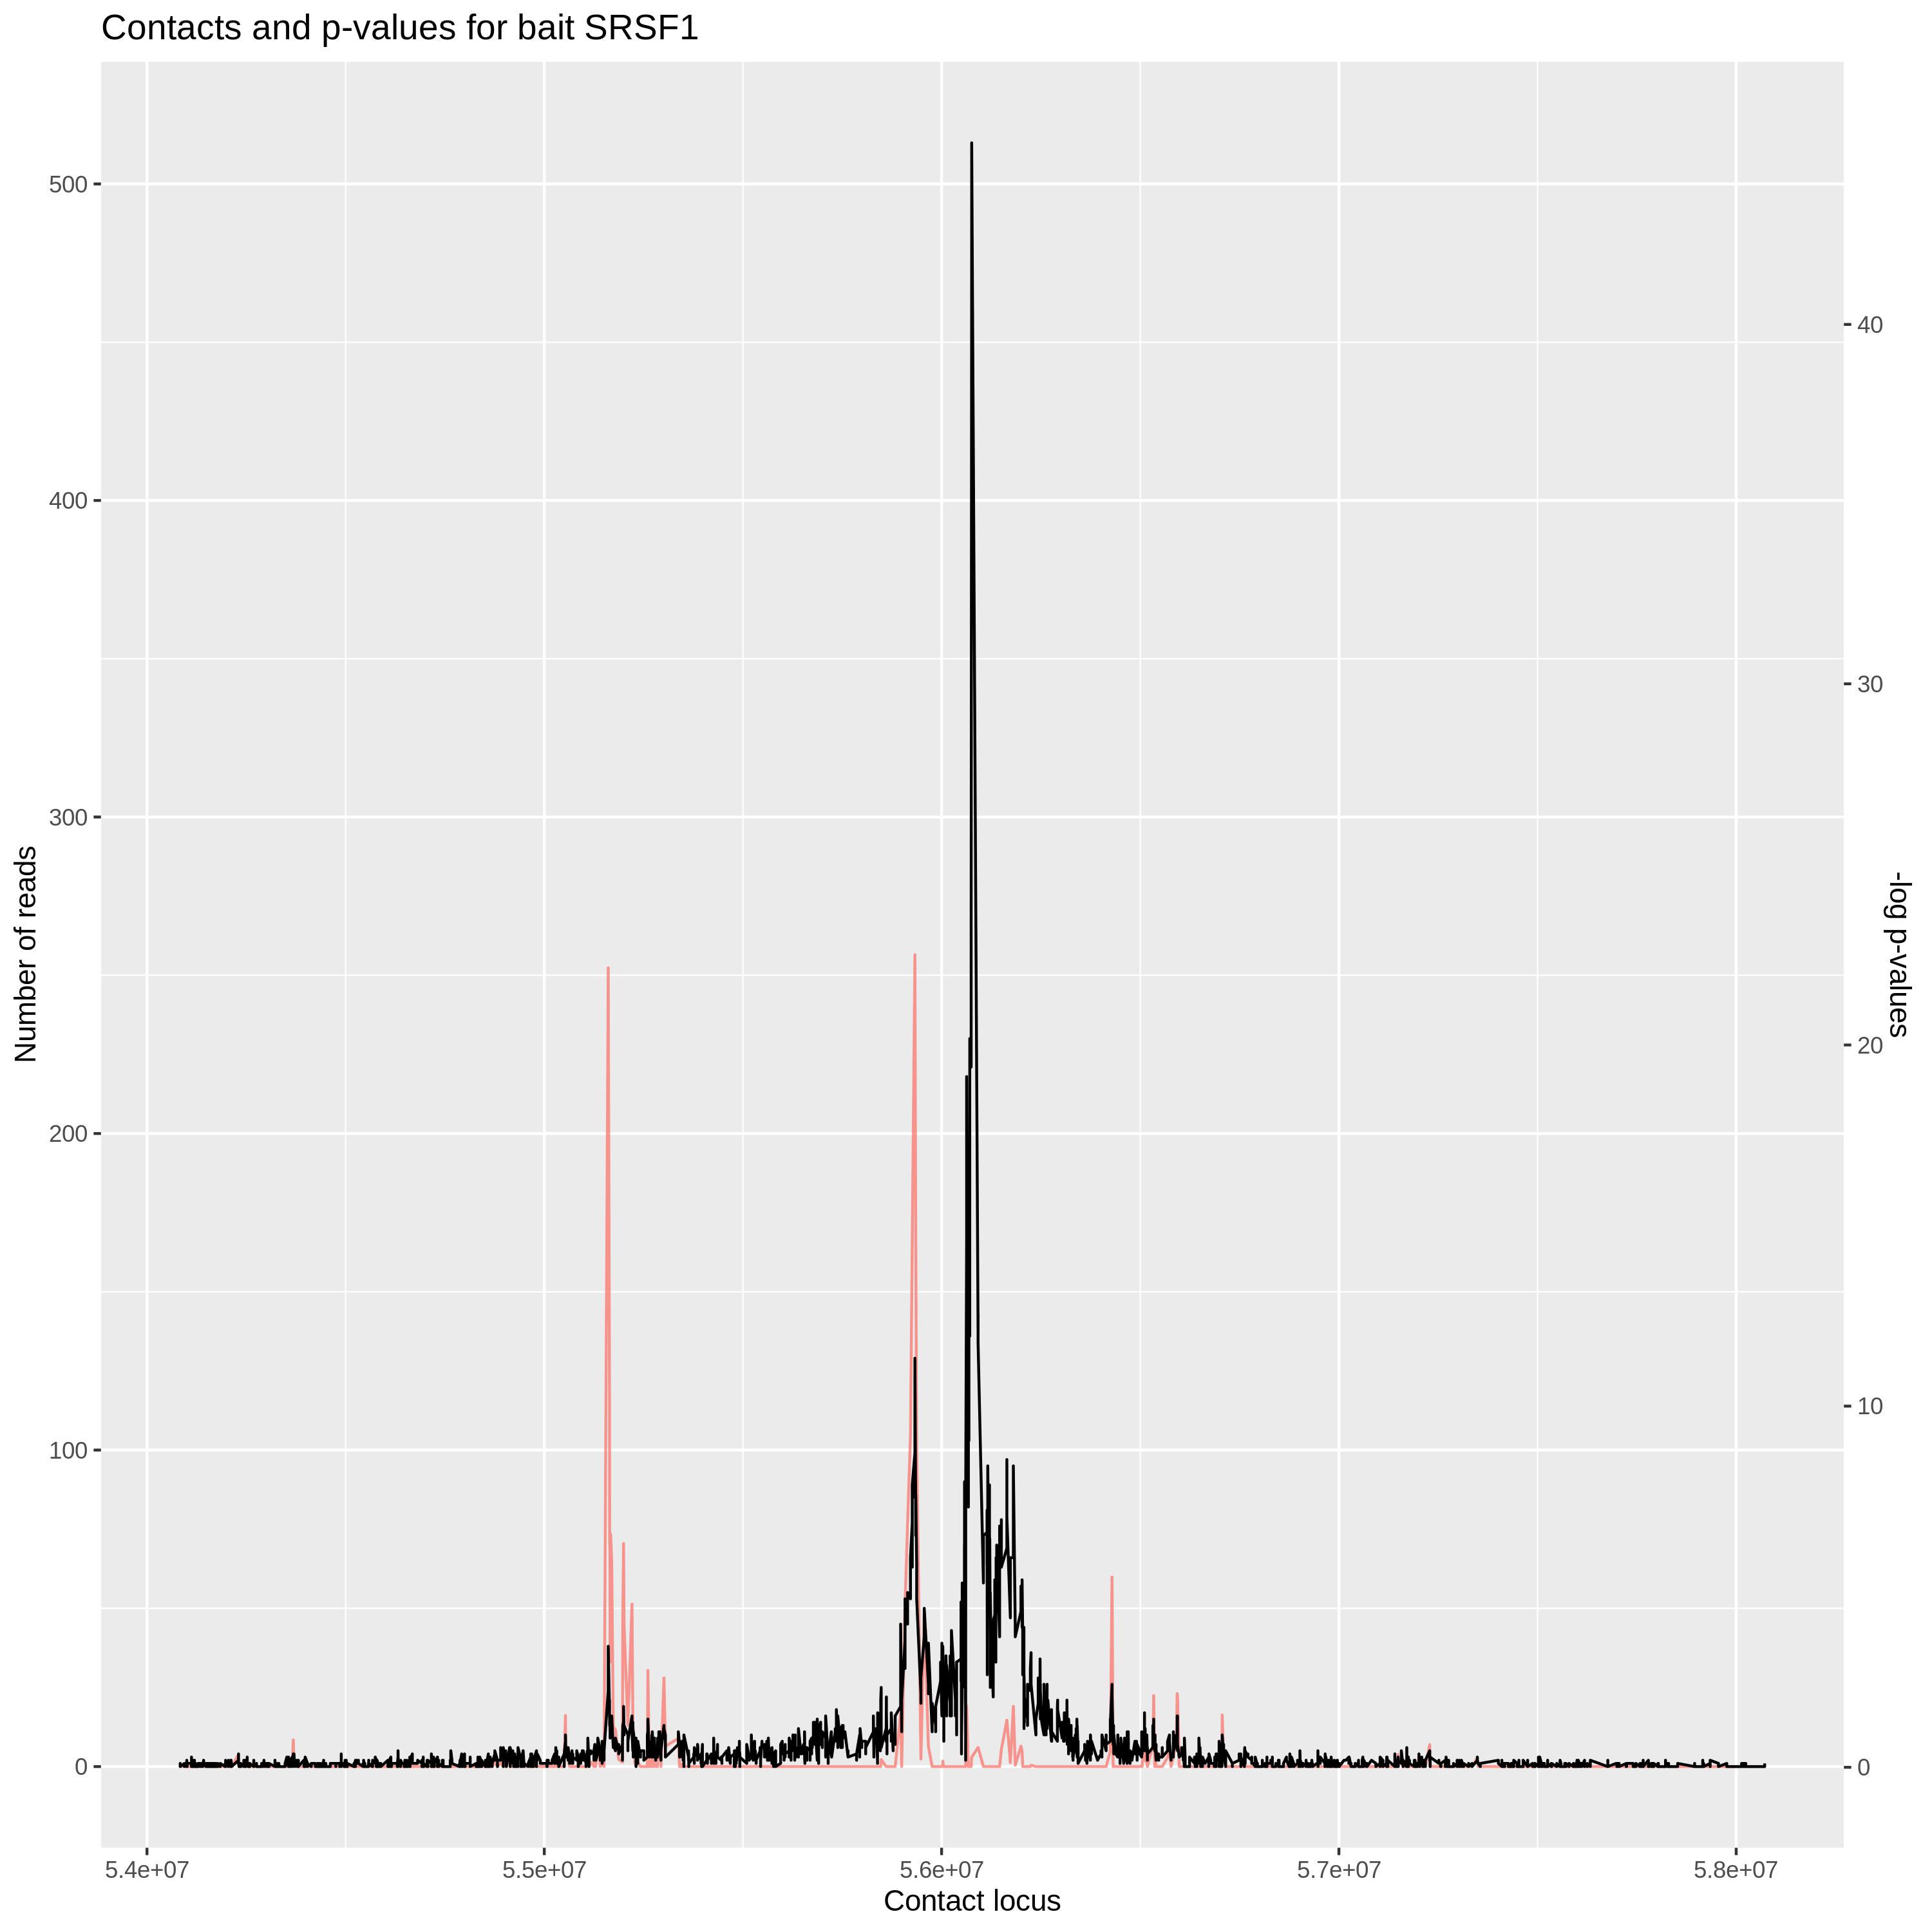 Contacts and p-values for bait SRSF1
500
400
300
200
100
0
Number of reads
40
30
20
10
0
-log p-values
5.4e+07
5.5e+07
5.6e+07
5.7e+07
5.8e+07
Contact locus